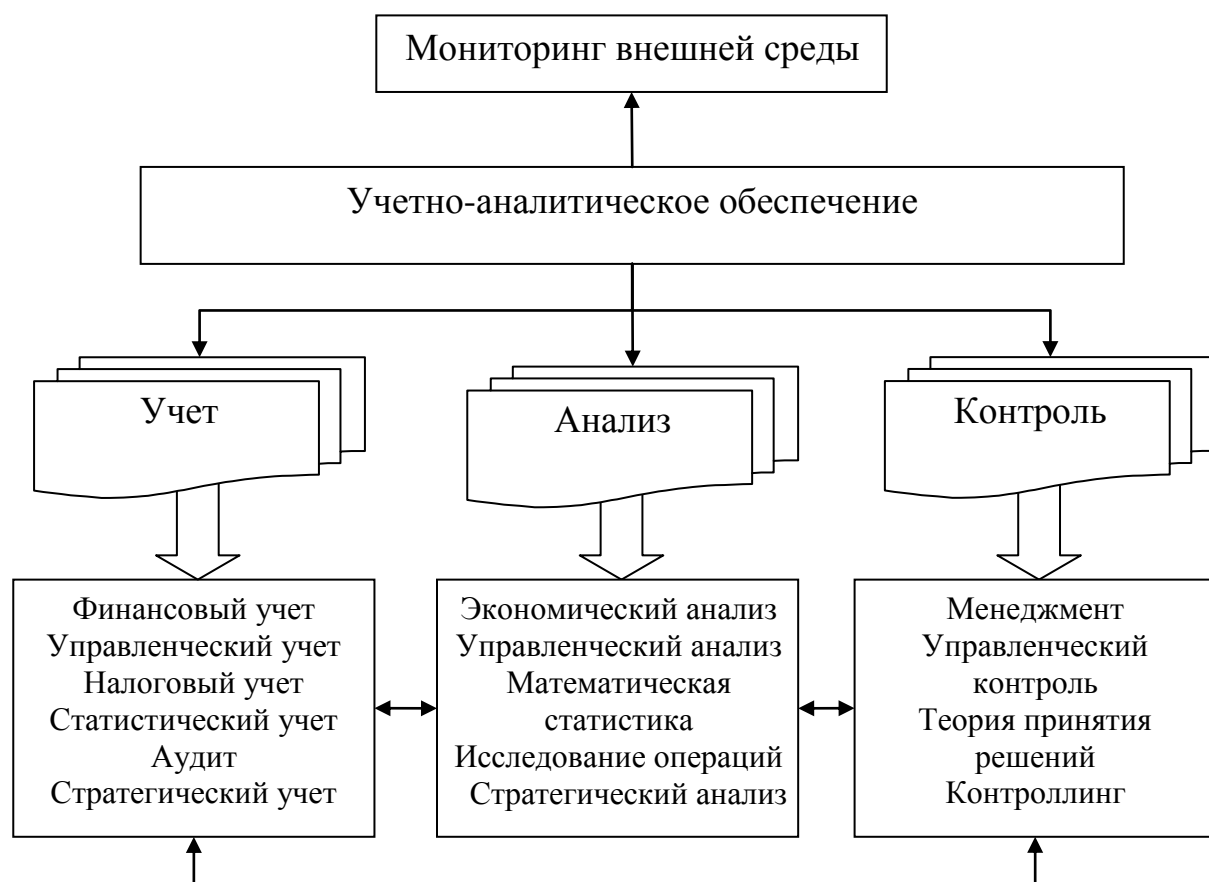 Мониторинг внешней среды
Учетно-аналитическое обеспечение
Учет
Анализ
Контроль
Финансовый учет
Управленческий учет
Налоговый учет
Статистический учет
Аудит
Стратегический учет
Экономический анализ
Управленческий анализ
Математическая
статистика
Исследование операций
Стратегический анализ
Менеджмент
Управленческий
контроль
Теория принятия
решений
Контроллинг